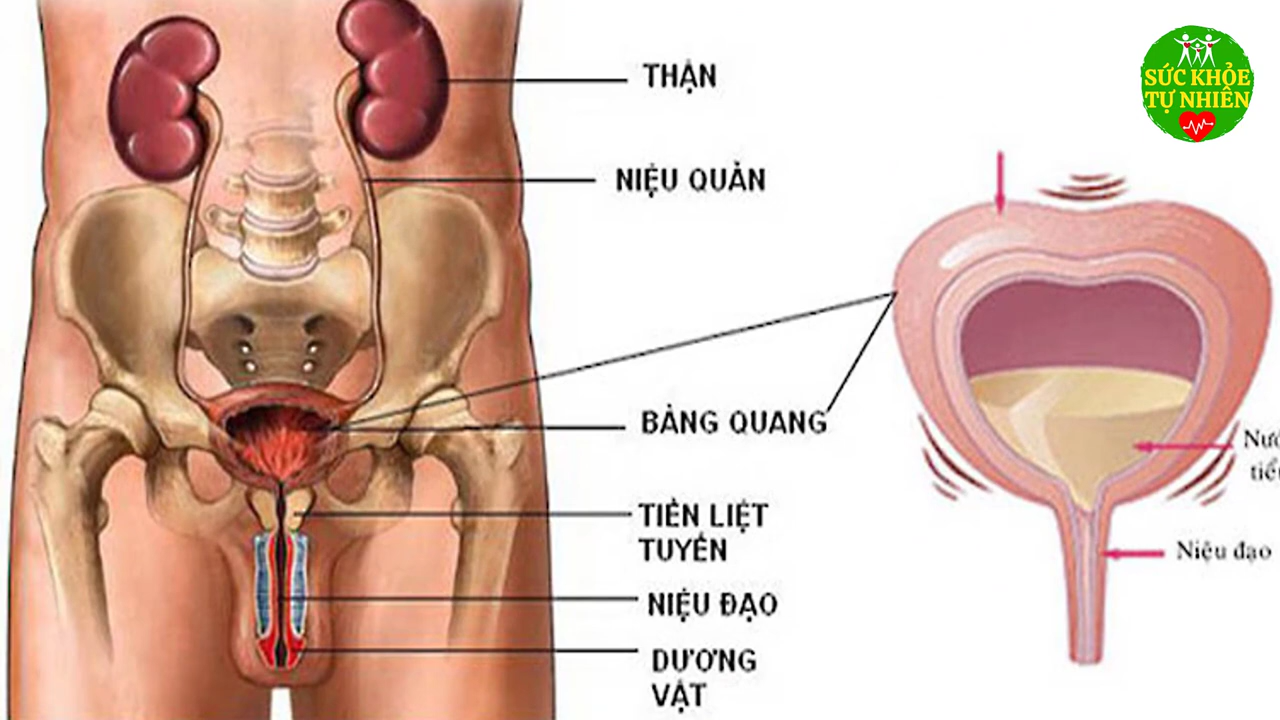 THẬN
NIỆU QUẢN
BÀNG QUANG
TIỀN LIỆT
TUYẾN
NIỆU ĐẠO
DƯƠNG
VẬT
SỨC KHỎE
TỰ NHIÊN
Niệu đạo